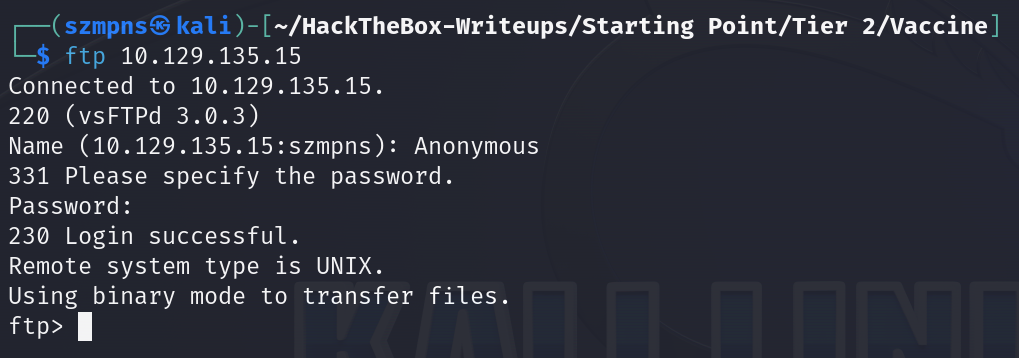 ┌──(szmpns㉿kali)-[~/HackTheBox-Writeups/Starting Point/Tier 2/Vaccine]
└─$ ftp 10.129.135.15
Connected to 10.129.135.15.
220 (vsFTPd 3.0.3)
Name (10.129.135.15:szmpns): Anonymous
331 Please specify the password.
Password:
230 Login successful.
Remote system type is UNIX.
Using binary mode to transfer files.
ftp>